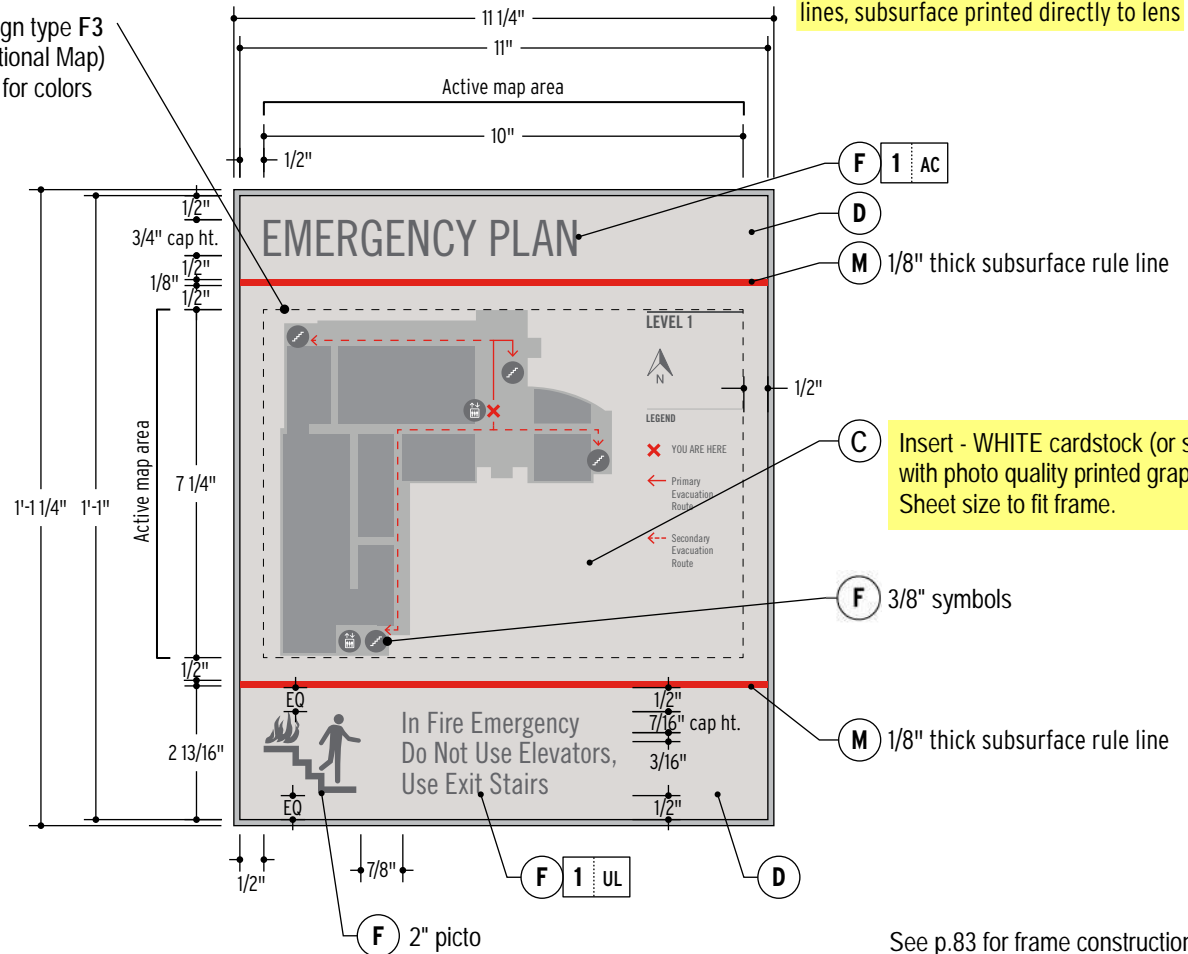 11 1/4"
lines, subsurface printed directly to lens
gn type F3
tional Map)
for colors
11"
Active map area
10"
1/2"
F 1 AC
D
M 1/8" thick subsurface rule line
1/2"
3/4" cap ht.
1/2"
1/8"
1/2"
EMERGENCY PLAN
LEVEL 1
N
1/2"
LEGEND
YOU ARE HERE
Primary
Evacuation
Route
Secondary
Evacuation
Route
C
Insert - WHITE cardstock (or s
with photo quality printed grap
Sheet size to fit frame.
1'-1 1/4"
1'-1"
Active map area
7 1/4"
F 3/8" symbols
1/2"
2 13/16"
EQ
EQ
In Fire Emergency
Do Not Use Elevators,
Use Exit Stairs
1/2"
7/16" cap ht.
3/16"
1/2"
M 1/8" thick subsurface rule line
1/2"
7/8"
F 1 UL
D
F 2" picto
See p.83 for frame construction